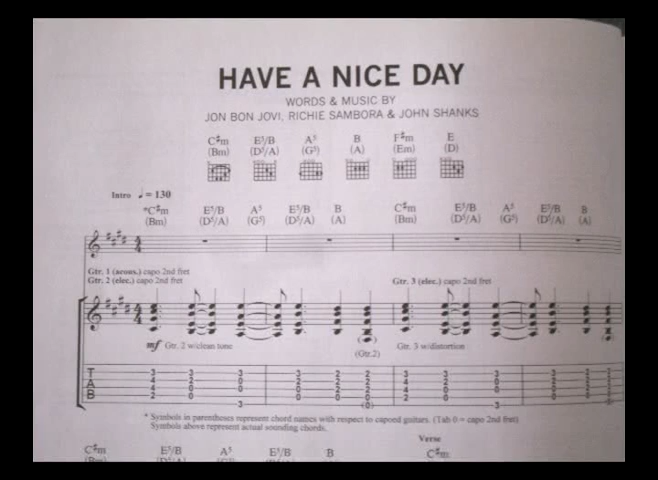 HAVE A NICE DAY
WORDS & MUSIC BY
JON BON JOVI, RICHIE SAMBORA & JOHN SHANKS
C♯m E⁵/B A⁵ B F♯m E
(Bm) (D⁵/A) (G⁵) (A) (Em) (D)
Intro ♩= 130
*C♯m E⁵/B A⁵ E⁵/B B C♯m E⁵/B A⁵ E⁵/B B
(Bm) (D⁵/A) (G⁵) (D⁵/A) (A) (Bm) (D⁵/A) (G⁵) (D⁵/A) (A)
4
4
Gtr. 1 (acous.) capo 2nd fret
Gtr. 2 (elec.) capo 2nd fret Gtr. 3 (elec.) capo 2nd fret
4
4
mf Gtr. 2 w/clean tone (Gtr.2) Gtr. 3 w/distortion
T
A
B
* Symbols in parentheses represent chord names with respect to capoed guitars. (Tab 0 = capo 2nd fret)
Symbols above represent actual sounding chords.
Verse
C♯m E⁵/B A⁵ E⁵/B B C♯m